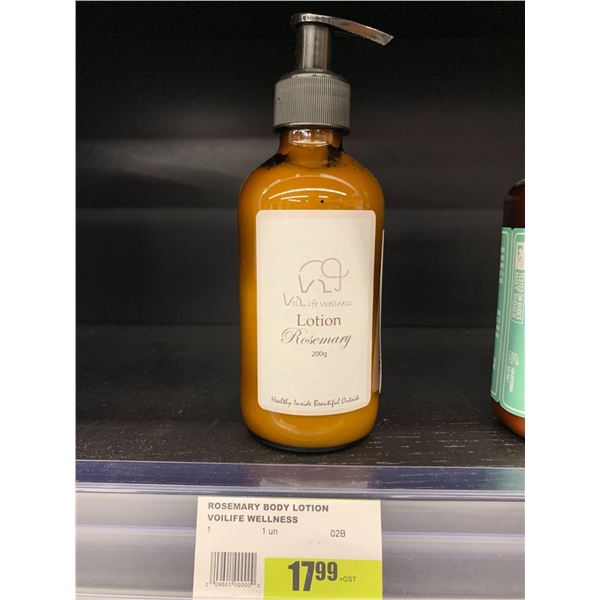 VoiLife Wellness
Lotion
Rosemary
200g
Healthy Inside Beautiful Outside
ROSEMARY BODY LOTION
VOILIFE WELLNESS
1 1 un 02B
17.99 +GST